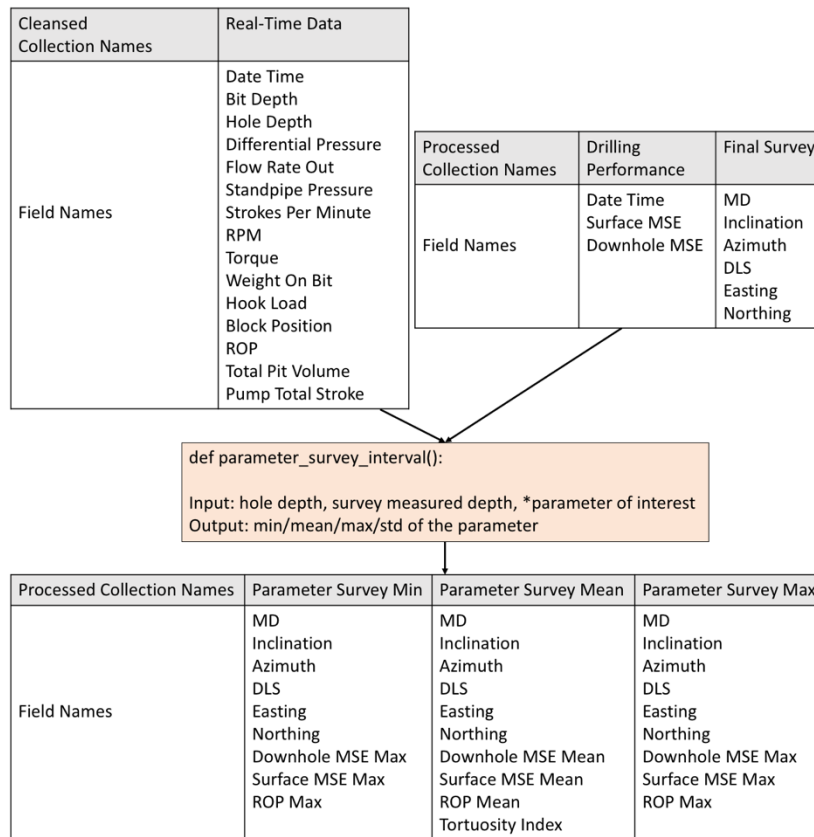 Cleansed
Collection Names
Real-Time Data
Field Names
Date Time
Bit Depth
Hole Depth
Differential Pressure
Flow Rate Out
Standpipe Pressure
Strokes Per Minute
RPM
Torque
Weight On Bit
Hook Load
Block Position
ROP
Total Pit Volume
Pump Total Stroke
Processed
Collection Names
Drilling
Performance
Final Survey
Field Names
Date Time
Surface MSE
Downhole MSE
MD
Inclination
Azimuth
DLS
Easting
Northing
def parameter_survey_interval():
Input: hole depth, survey measured depth, *parameter of interest
Output: min/mean/max/std of the parameter
Processed Collection Names
Parameter Survey Min
Parameter Survey Mean
Parameter Survey Max
Field Names
MD
Inclination
Azimuth
DLS
Easting
Northing
Downhole MSE Max
Surface MSE Max
ROP Max
MD
Inclination
Azimuth
DLS
Easting
Northing
Downhole MSE Mean
Surface MSE Mean
ROP Mean
Tortuosity Index
MD
Inclination
Azimuth
DLS
Easting
Northing
Downhole MSE Max
Surface MSE Max
ROP Max